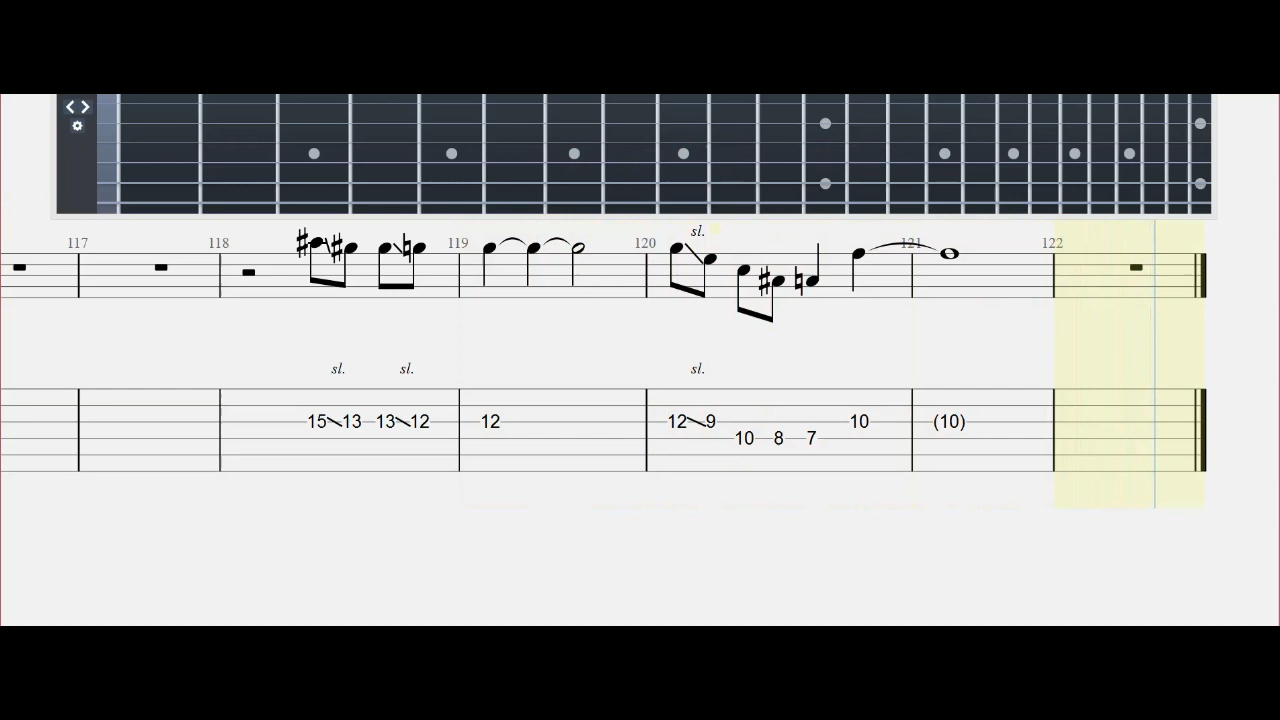 sl.
117 118 119 120 121 122
sl. sl. sl.
15 13 13 12 12 12 9 10 (10)
10 8 7